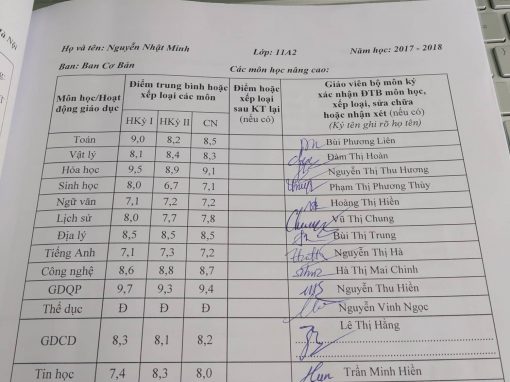 Họ và tên: Nguyễn Nhật Minh Lớp: 11A2 Năm học: 2017 - 2018
Ban: Ban Cơ Bản Các môn học nâng cao:
Môn học/Hoạt động giáo dục
Điểm trung bình hoặc xếp loại các môn
HKỳ I HKỳ II CN
Điểm hoặc xếp loại sau KT lại (nếu có)
Giáo viên bộ môn ký xác nhận ĐTB môn học, xếp loại, sửa chữa hoặc nhận xét (nếu có) (Ký tên ghi rõ họ tên)
Toán 9,0 8,2 8,5 Bùi Phương Liên
Vật lý 8,1 8,4 8,3 Đàm Thị Hoàn
Hóa học 9,5 8,9 9,1 Nguyễn Thị Thu Hương
Sinh học 8,0 6,7 7,1 Phạm Thị Phương Thúy
Ngữ văn 7,1 7,2 7,2 Hoàng Thị Hiền
Lịch sử 8,0 7,7 7,8 Vũ Thị Chung
Địa lý 8,5 8,5 8,5 Bùi Thị Trung
Tiếng Anh 7,1 7,3 7,2 Nguyễn Thị Hà
Công nghệ 8,6 8,8 8,7 Hà Thị Mai Chinh
GDQP 9,7 9,3 9,4 Nguyễn Thu Hiền
Thể dục Đ Đ Đ Nguyễn Vinh Ngọc
GDCD 8,3 8,1 8,2 Lê Thị Hằng
Tin học 7,4 8,3 8,0 Trần Minh Hiền